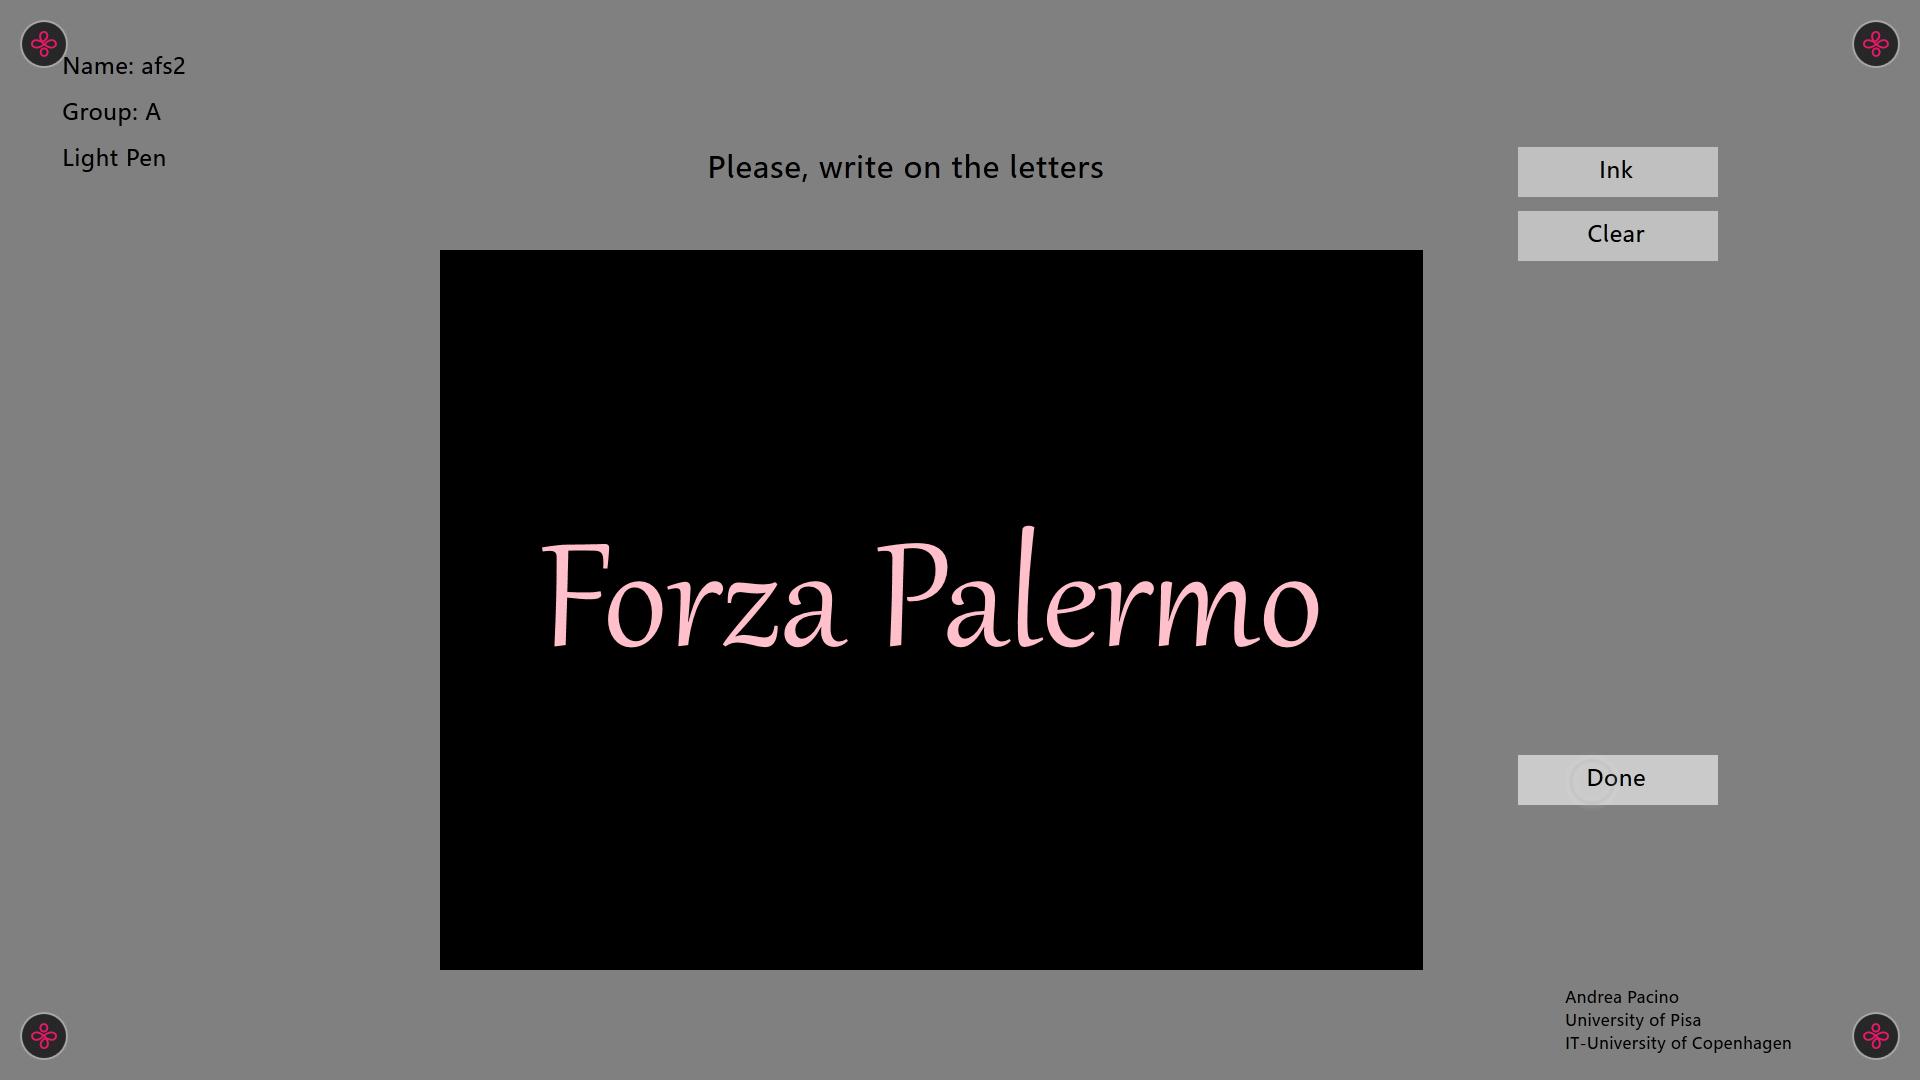 Name: afs2
Group: A
Light Pen
Please, write on the letters
Ink
Clear
Forza Palermo
Done
Andrea Pacino
University of Pisa
IT-University of Copenhagen